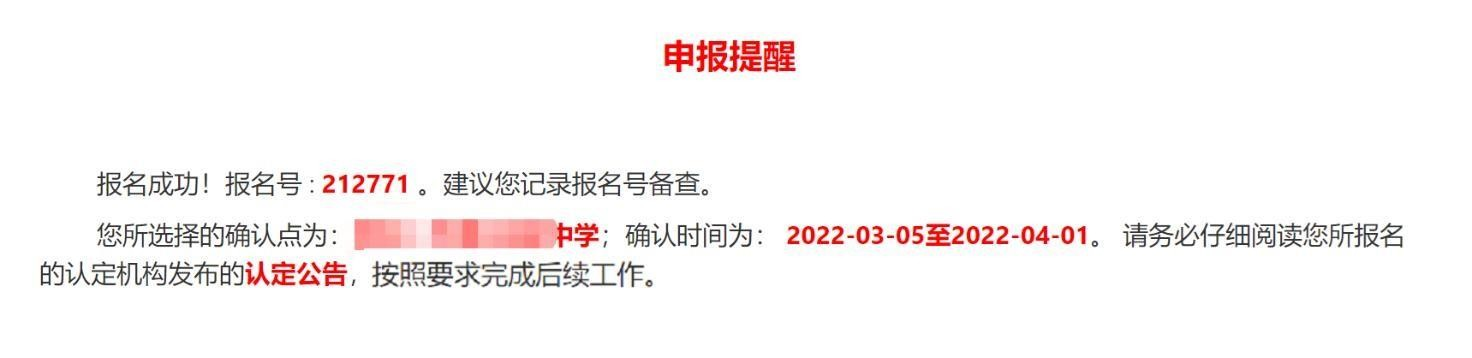 申报提醒
报名成功！报名号 : 212771 。建议您记录报名号备查。
您所选择的确认点为： 中学；确认时间为： 2022-03-05至2022-04-01。 请务必仔细阅读您所报名
的认定机构发布的认定公告，按照要求完成后续工作。